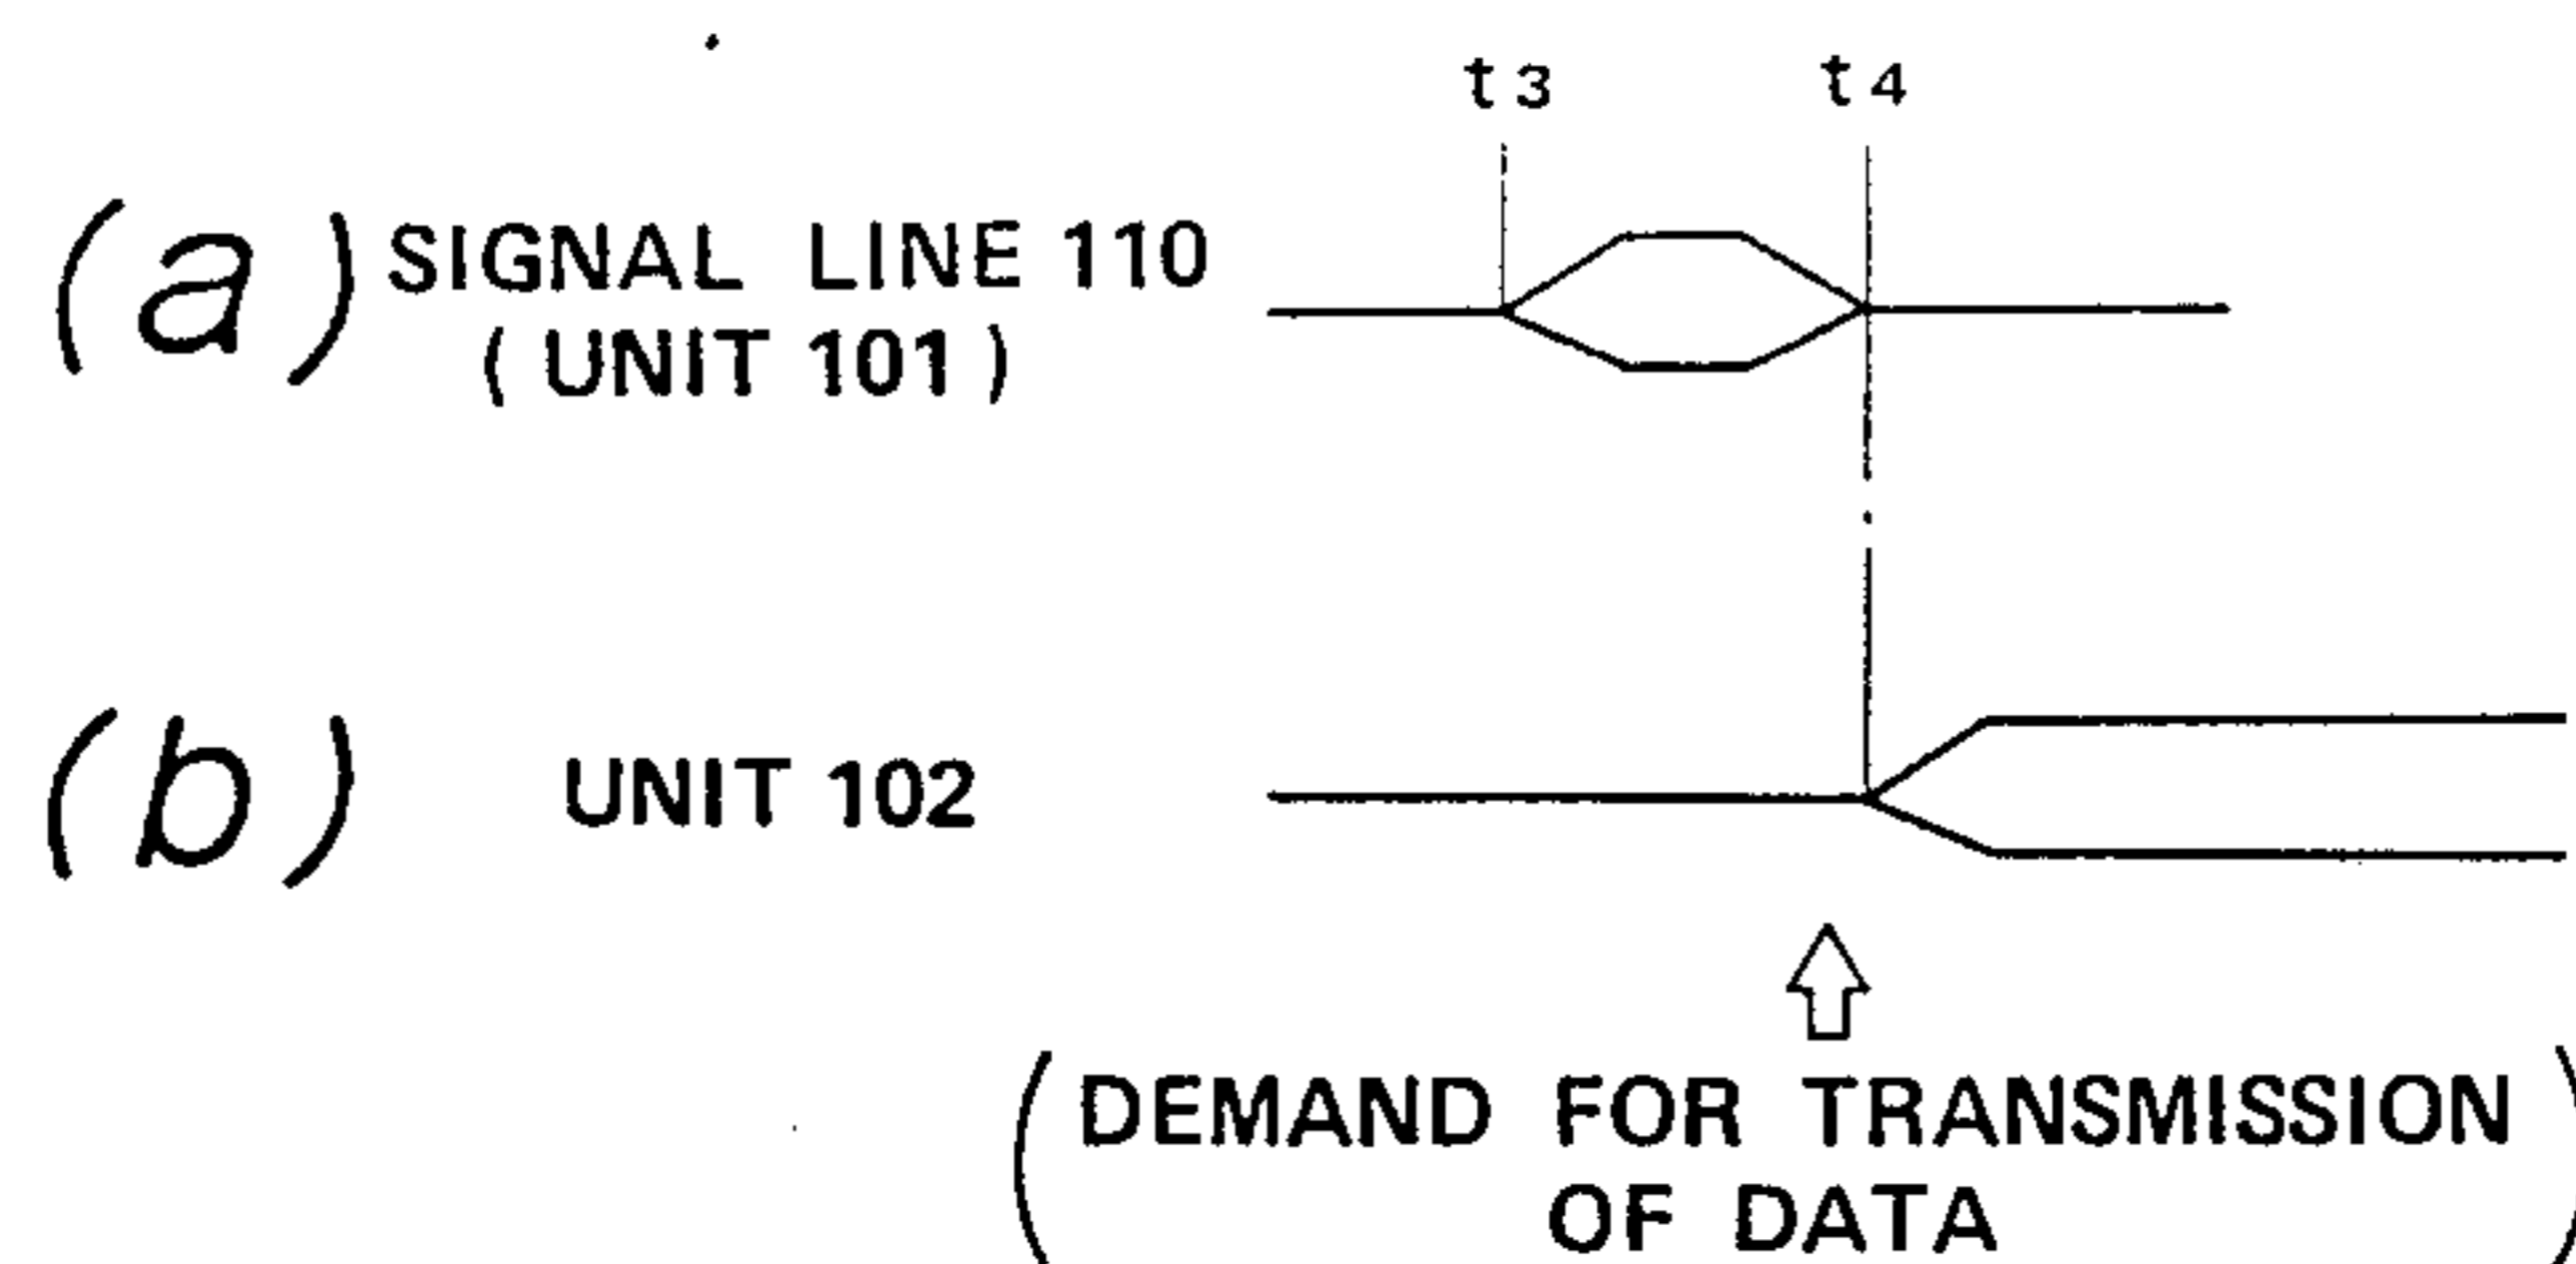 t3 t4
(a) SIGNAL LINE 110
(UNIT 101)
(b) UNIT 102
(DEMAND FOR TRANSMISSION
OF DATA)